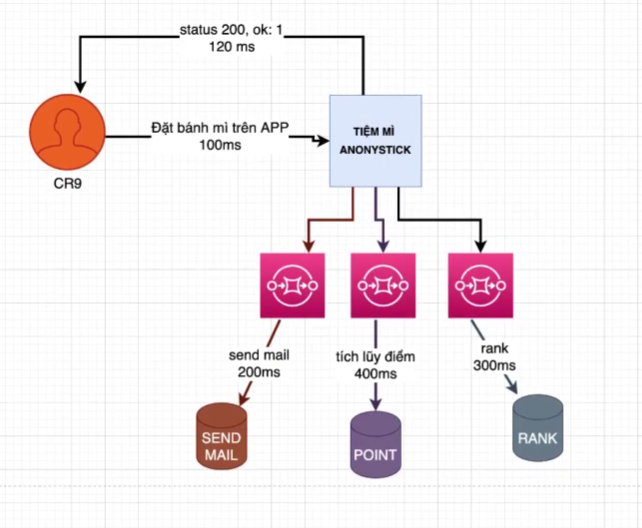 status 200, ok: 1
120 ms
Đặt bánh mì trên APP
100ms
TIỆM MÌ
ANONYSTICK
CR9
send mail
200ms
tích lũy điểm
400ms
rank
300ms
SEND
MAIL
POINT
RANK